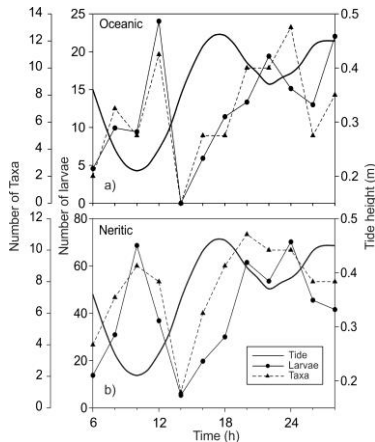 14 25 Oceanic 0.5
12
20 0.4
10
15
8
0.3
6 10
4
5 0.2
2
0 0 a)
Number of Taxa
Number of larvae
Tide height (m)
12 80 Neritic 0.5
10
60 0.4
8
6 40
0.3
4
20
2 0.2
0 0 b)
Tide
Larvae
Taxa
6 12 18 24
Time (h)